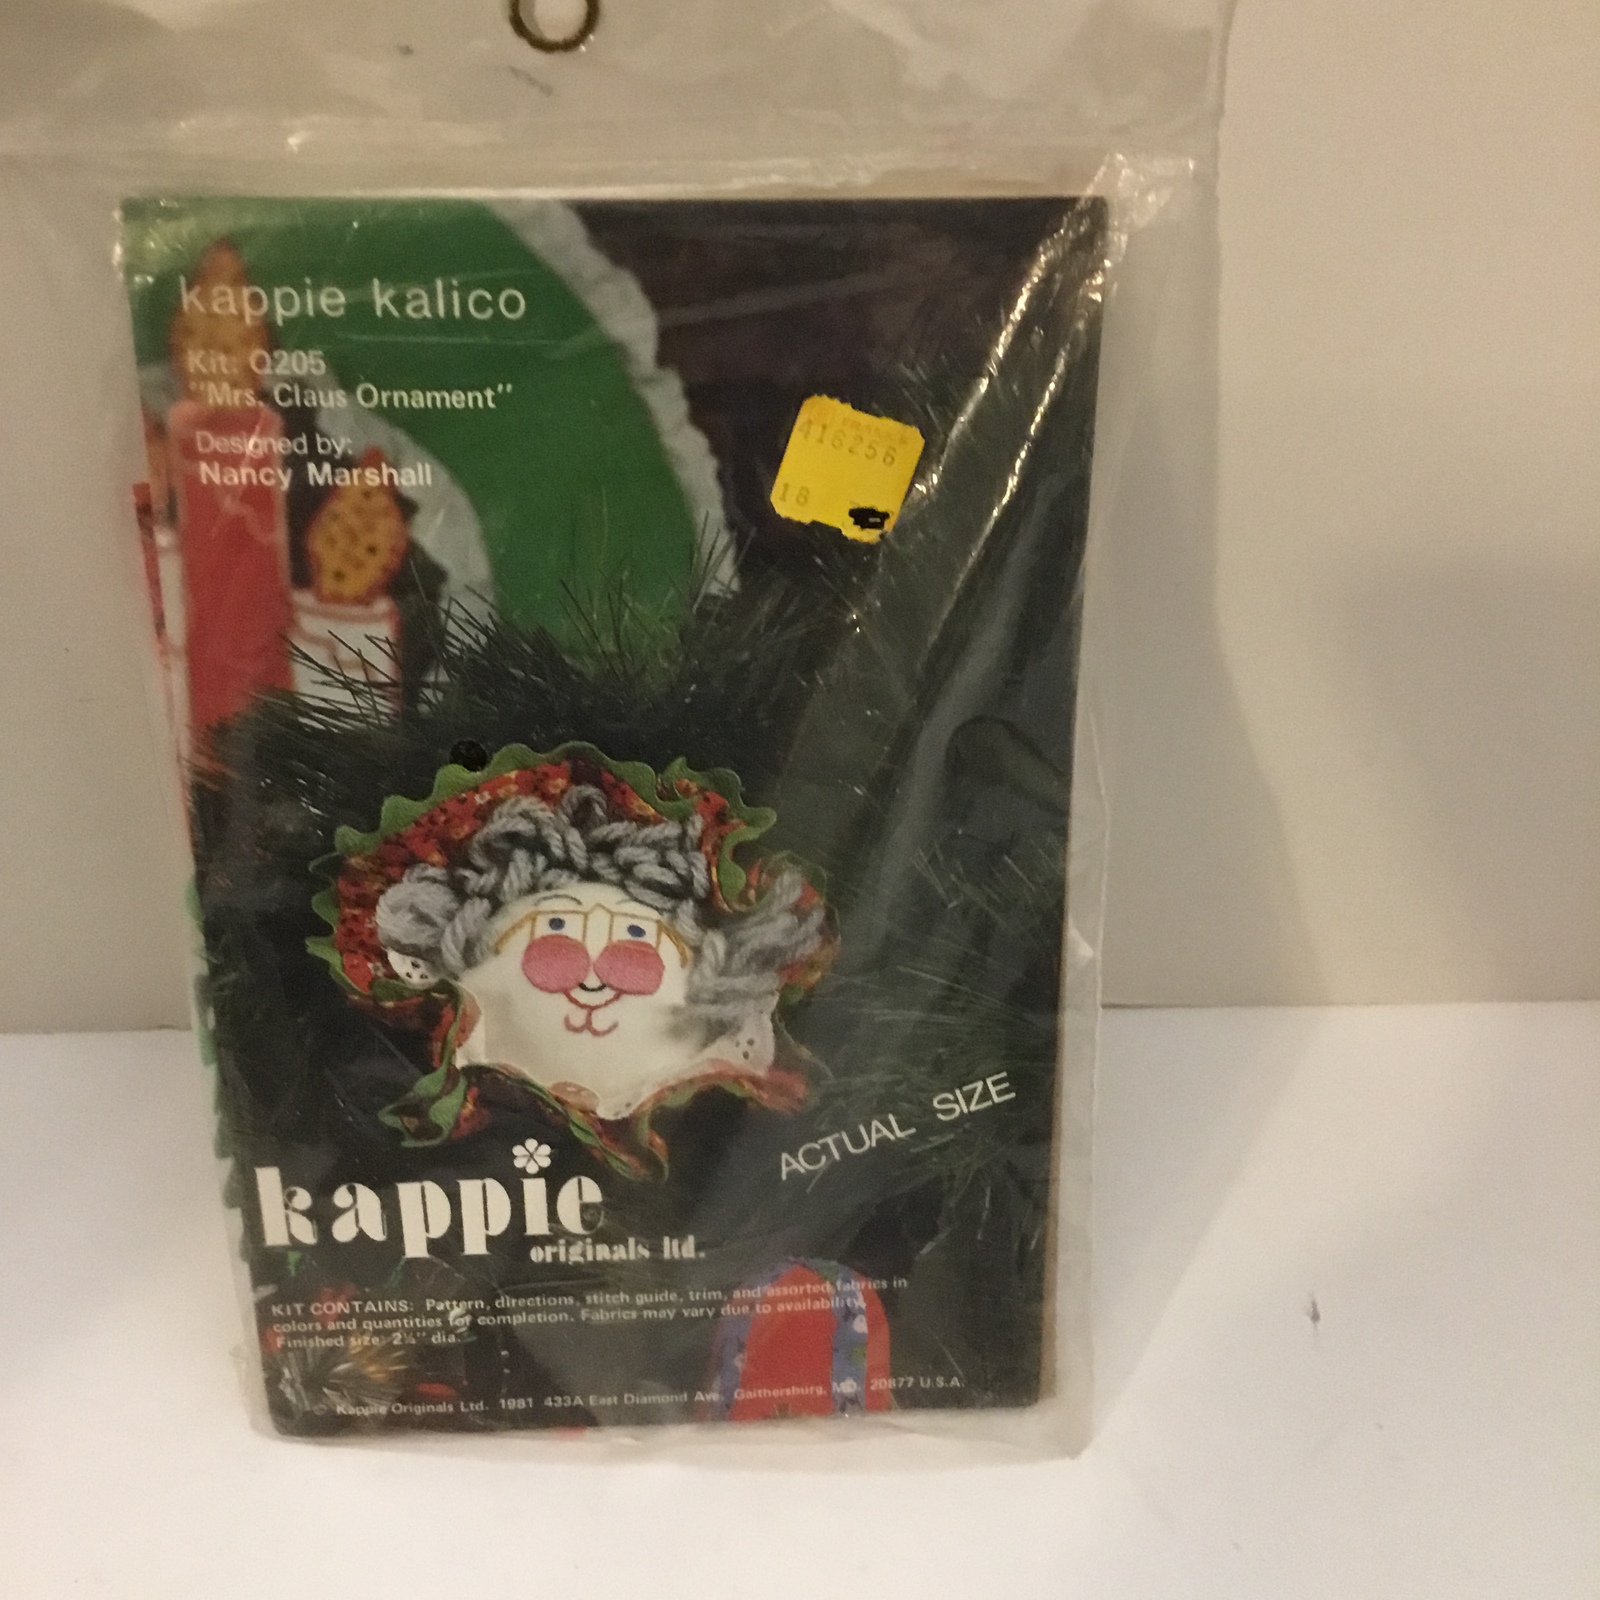 kappie kalico
Kit: Q205
"Mrs. Claus Ornament"
Designed by:
Nancy Marshall
416256
18
ACTUAL SIZE
kappie
originals ltd.
KIT CONTAINS: Pattern, directions, stitch guide, trim, and assorted fabrics in
colors and quantities for completion. Fabrics may vary due to availability.
Finished size: 2¼" dia.
© Kappie Originals Ltd. 1981 433A East Diamond Ave. Gaithersburg, MD. 20877 U.S.A.